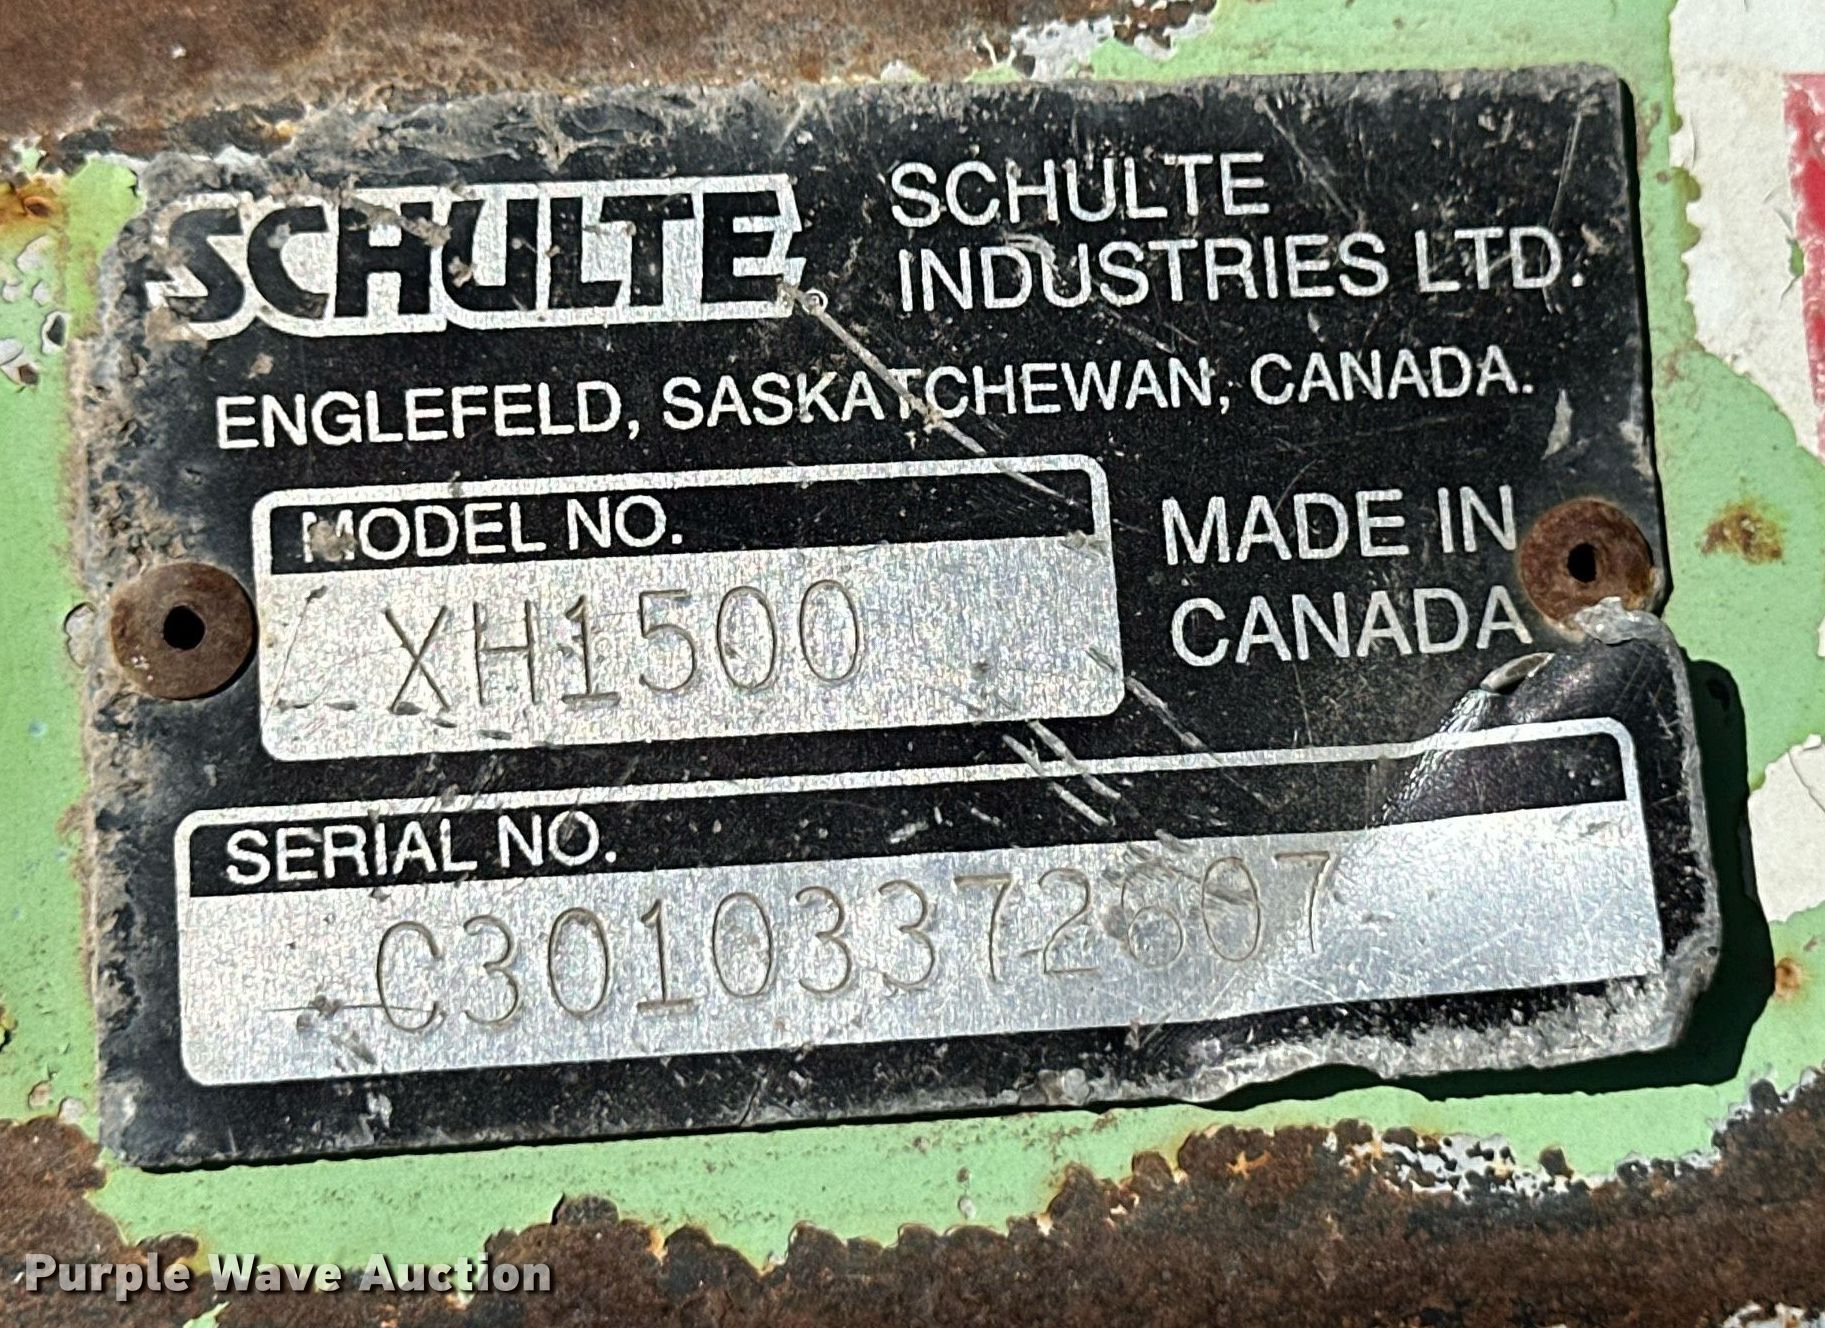 SCHULTE
SCHULTE
INDUSTRIES LTD.
ENGLEFELD, SASKATCHEWAN, CANADA.
MODEL NO.
XH1500
MADE IN
CANADA
SERIAL NO.
C30103372607
Purple Wave Auction